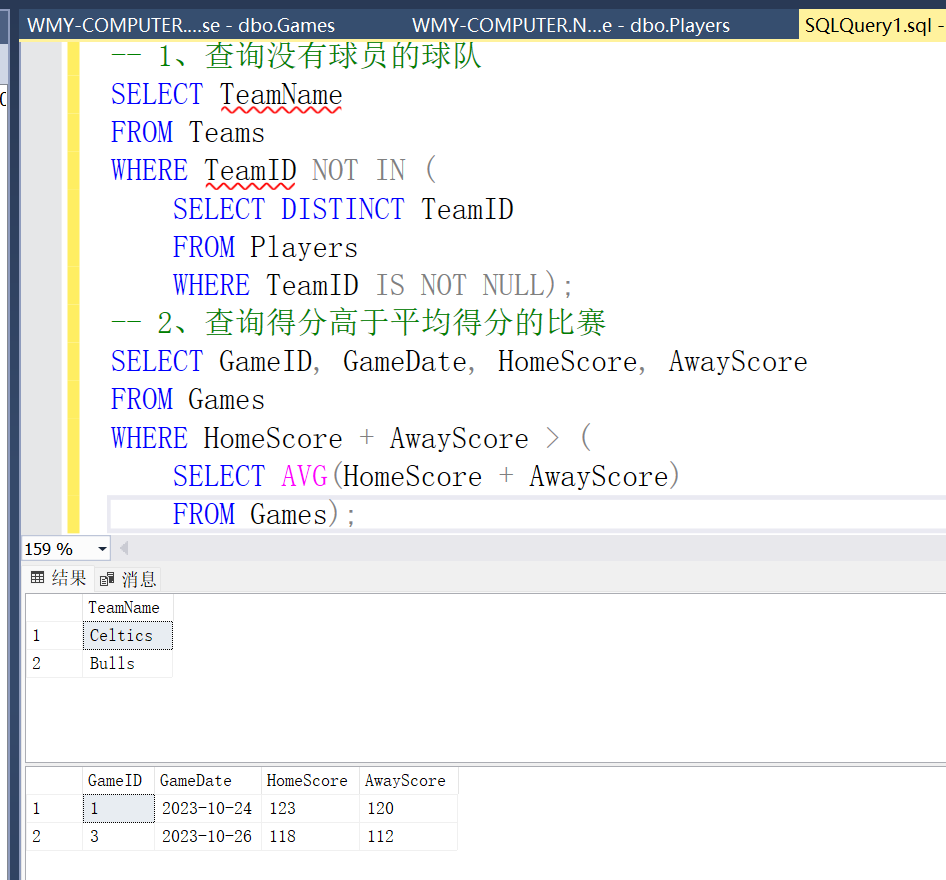 WMY-COMPUTER....se - dbo.Games WMY-COMPUTER.N...e - dbo.Players SQLQuery1.sql -
-- 1、查询没有球员的球队
SELECT TeamName
FROM Teams
WHERE TeamID NOT IN (
SELECT DISTINCT TeamID
FROM Players
WHERE TeamID IS NOT NULL);
-- 2、查询得分高于平均得分的比赛
SELECT GameID, GameDate, HomeScore, AwayScore
FROM Games
WHERE HomeScore + AwayScore > (
SELECT AVG(HomeScore + AwayScore)
FROM Games);
159 %
结果 消息
TeamName
1 Celtics
2 Bulls
GameID GameDate HomeScore AwayScore
1 1 2023-10-24 123 120
2 3 2023-10-26 118 112